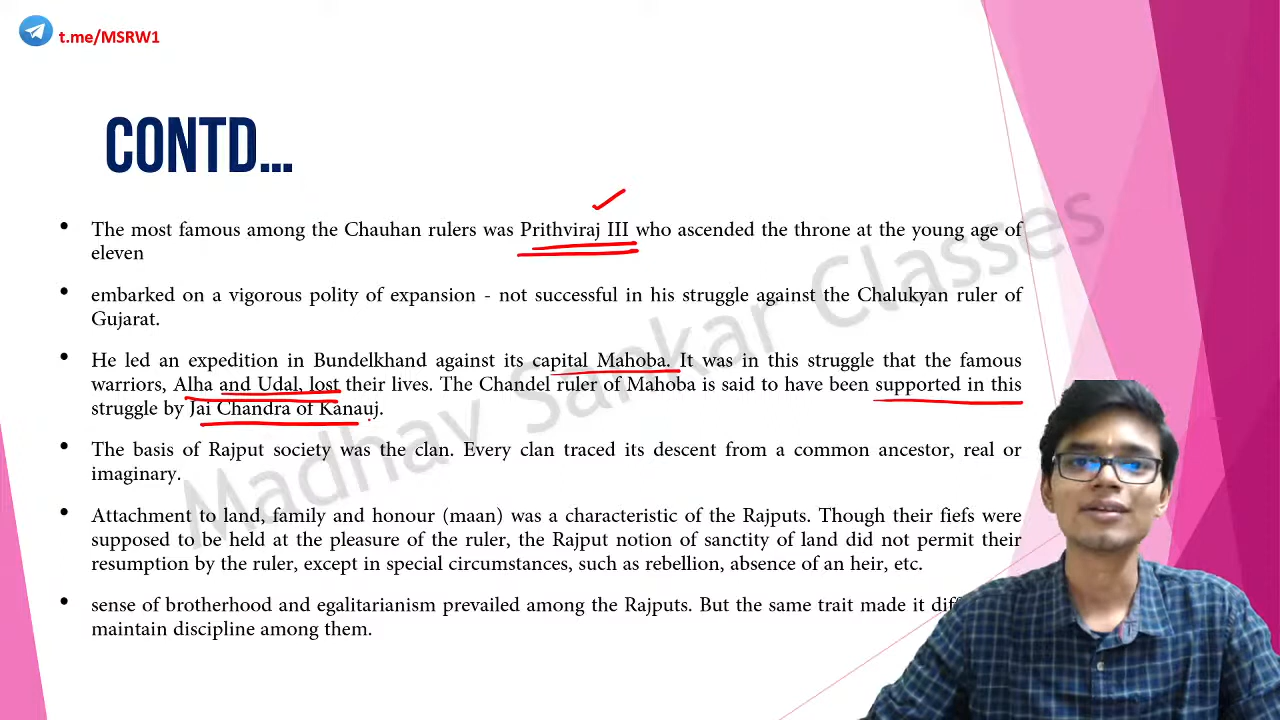 t.me/MSRW1
CONTD...
• The most famous among the Chauhan rulers was Prithviraj III who ascended the throne at the young age of
eleven
• embarked on a vigorous polity of expansion - not successful in his struggle against the Chalukyan ruler of
Gujarat.
• He led an expedition in Bundelkhand against its capital Mahoba. It was in this struggle that the famous
warriors, Alha and Udal, lost their lives. The Chandel ruler of Mahoba is said to have been supported in this
struggle by Jai Chandra of Kanauj.
• The basis of Rajput society was the clan. Every clan traced its descent from a common ancestor, real or
imaginary.
• Attachment to land, family and honour (maan) was a characteristic of the Rajputs. Though their fiefs were
supposed to be held at the pleasure of the ruler, the Rajput notion of sanctity of land did not permit their
resumption by the ruler, except in special circumstances, such as rebellion, absence of an heir, etc.
• sense of brotherhood and egalitarianism prevailed among the Rajputs. But the same trait made it
maintain discipline among them.
Madhav Sankar Classes